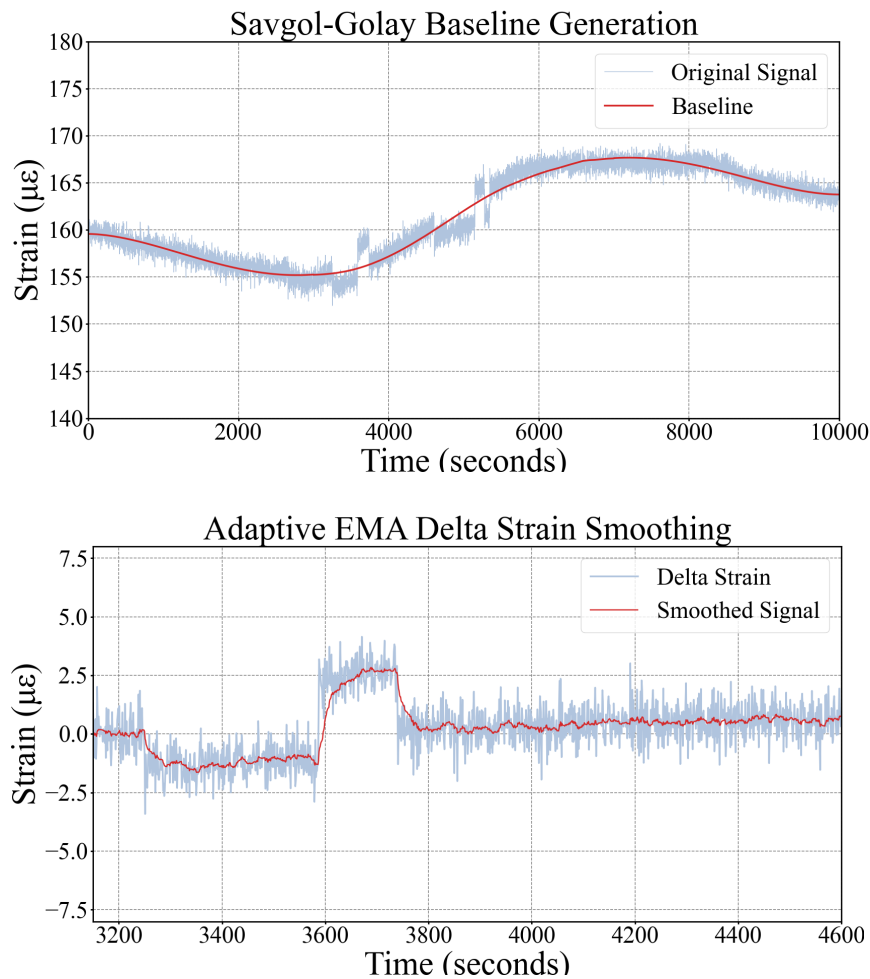 Savgol-Golay Baseline Generation
180
175
170
165
160
155
150
145
140
Strain (με)
Original Signal
Baseline
0 2000 4000 6000 8000 10000
Time (seconds)
Adaptive EMA Delta Strain Smoothing
7.5
5.0
2.5
0.0
−2.5
−5.0
−7.5
Strain (με)
Delta Strain
Smoothed Signal
3200 3400 3600 3800 4000 4200 4400 4600
Time (seconds)